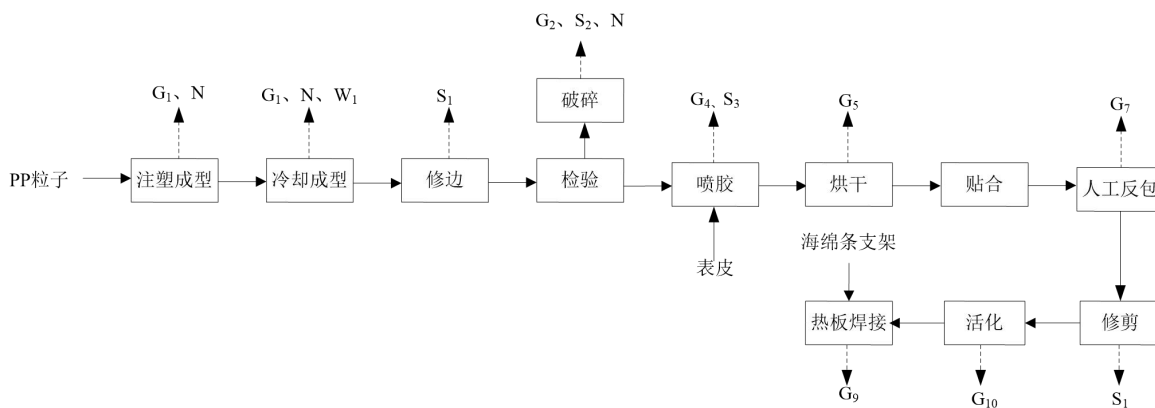 G₂、S₂、N
破碎
G₁、N
G₁、N、W₁
S₁
G₄、S₃
G₅
G₇
PP粒子
注塑成型
冷却成型
修边
检验
喷胶
烘干
贴合
人工反包
表皮
海绵条支架
热板焊接
活化
修剪
G₉
G₁₀
S₁